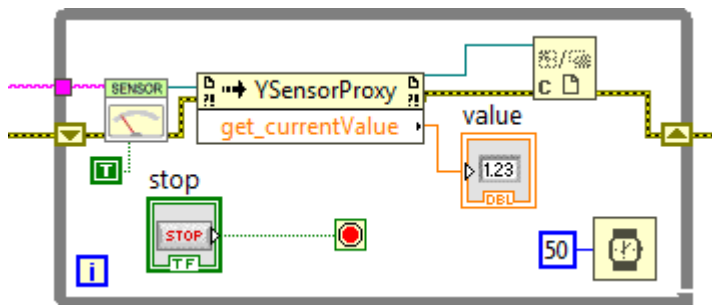 SENSOR
?!
YSensorProxy
?!
C
get_currentValue
value
1.23
DBL
T
stop
STOP
TF
50
i